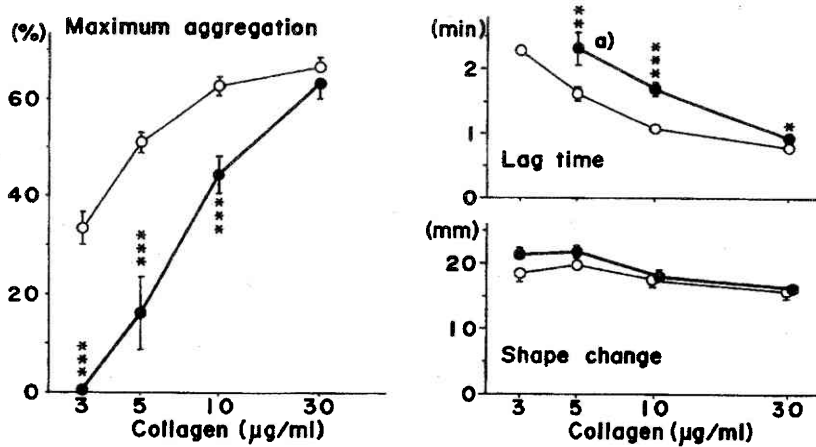 (%) Maximum aggregation
60
40
20
0
***
***
***
3 5 10 30
Collagen (μg/ml)
(min)
2
1
0
** a)
***
*
Lag time
(mm)
20
10
0
Shape change
3 5 10 30
Collagen (μg/ml)